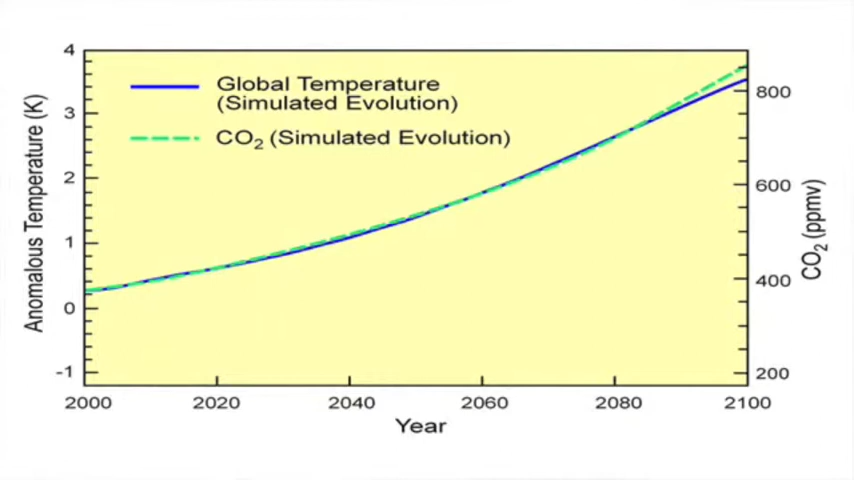 4
3
2
1
0
-1
Anomalous Temperature (K)
Global Temperature
(Simulated Evolution)
CO₂ (Simulated Evolution)
800
600
400
200
CO₂ (ppmv)
2000 2020 2040 2060 2080 2100
Year